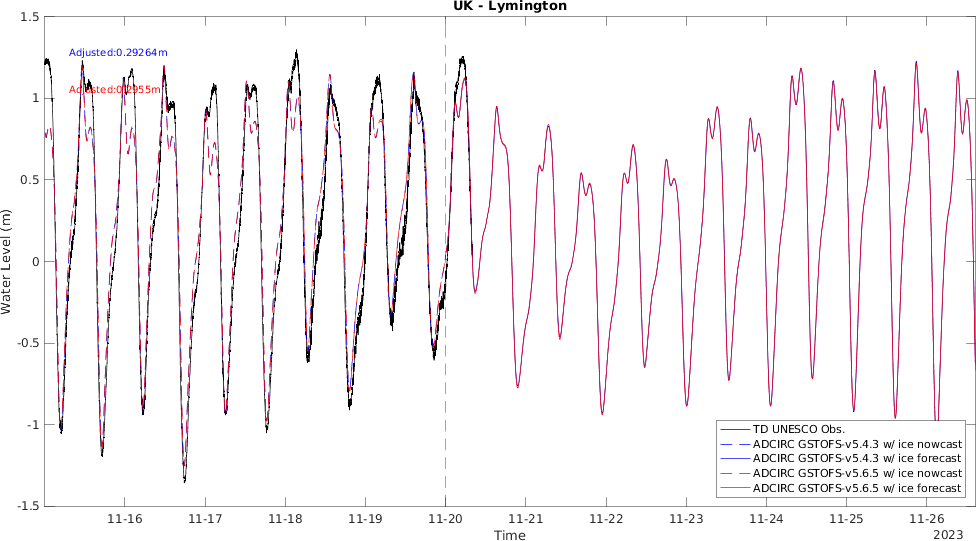 UK - Lymington
1.5
1
0.5
0
-0.5
-1
-1.5
Water Level (m)
Adjusted:0.29264m
Adjusted:0.2955m
TD UNESCO Obs.
ADCIRC GSTOFS-v5.4.3 w/ ice nowcast
ADCIRC GSTOFS-v5.4.3 w/ ice forecast
ADCIRC GSTOFS-v5.6.5 w/ ice nowcast
ADCIRC GSTOFS-v5.6.5 w/ ice forecast
11-16 11-17 11-18 11-19 11-20 11-21 11-22 11-23 11-24 11-25 11-26
Time
2023